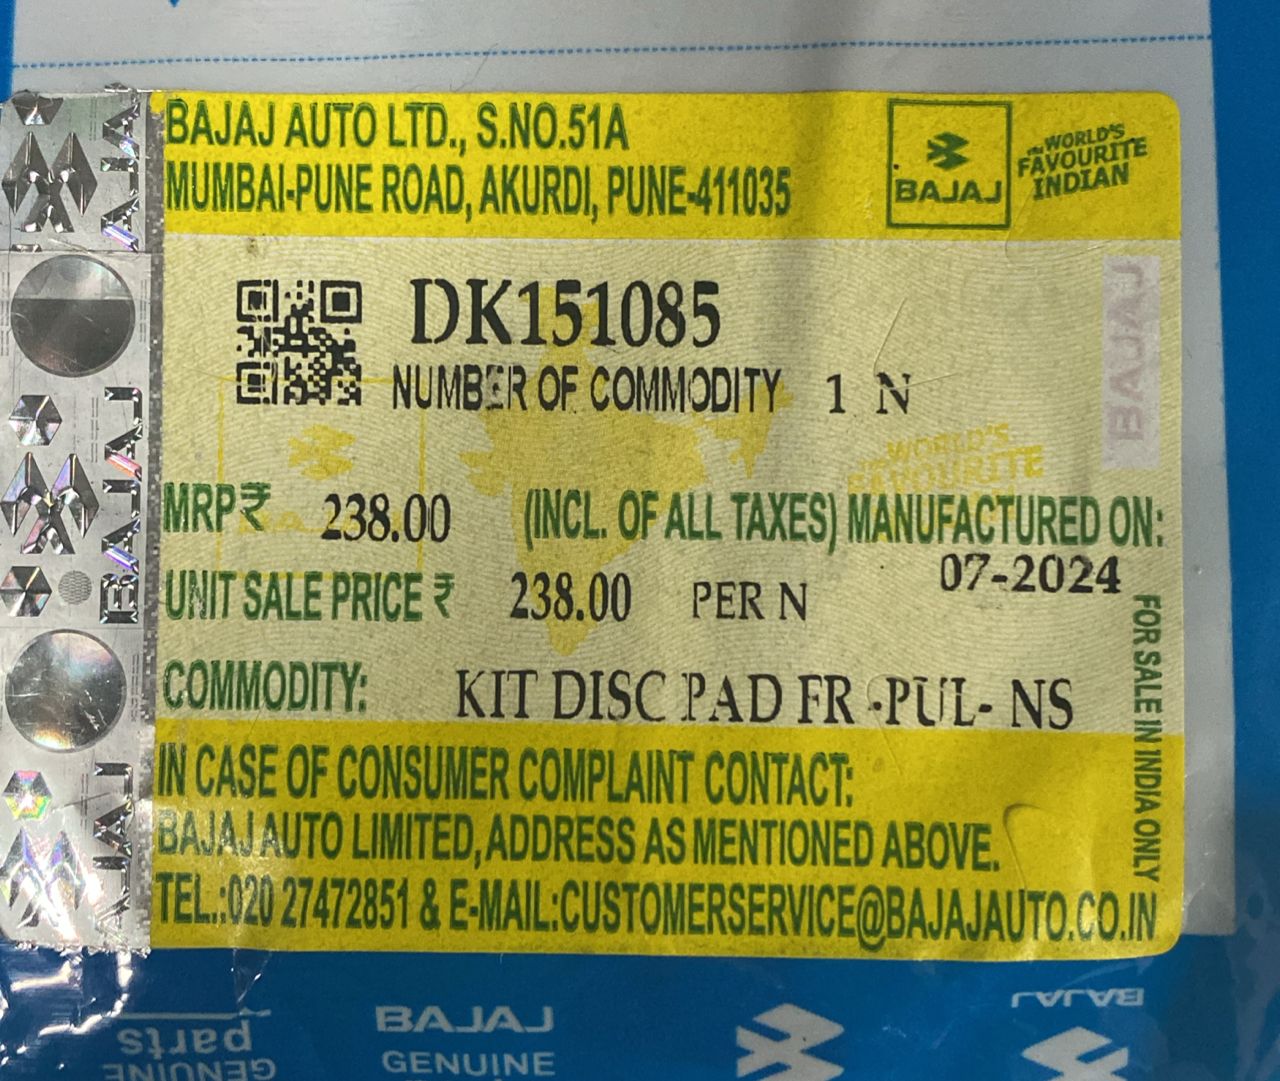 BAJAJ AUTO LTD., S.NO.51A
MUMBAI-PUNE ROAD, AKURDI, PUNE-411035
BAJAJ
THE WORLD'S
FAVOURITE
INDIAN
DK151085
NUMBER OF COMMODITY 1 N
BAJAJ
WORLD'S
FAVOURITE
MRP₹ 238.00 (INCL. OF ALL TAXES) MANUFACTURED ON:
07-2024
UNIT SALE PRICE ₹ 238.00 PER N
COMMODITY: KIT DISC PAD FR -PUL- NS
FOR SALE IN INDIA ONLY
IN CASE OF CONSUMER COMPLAINT CONTACT:
BAJAJ AUTO LIMITED, ADDRESS AS MENTIONED ABOVE.
TEL.:020 27472851 & E-MAIL:CUSTOMERSERVICE@BAJAJAUTO.CO.IN
BAJAJ
BAJAJ
BAJAJ
GENUINE
parts
BAJAJ
GENUINE
BAJAJ